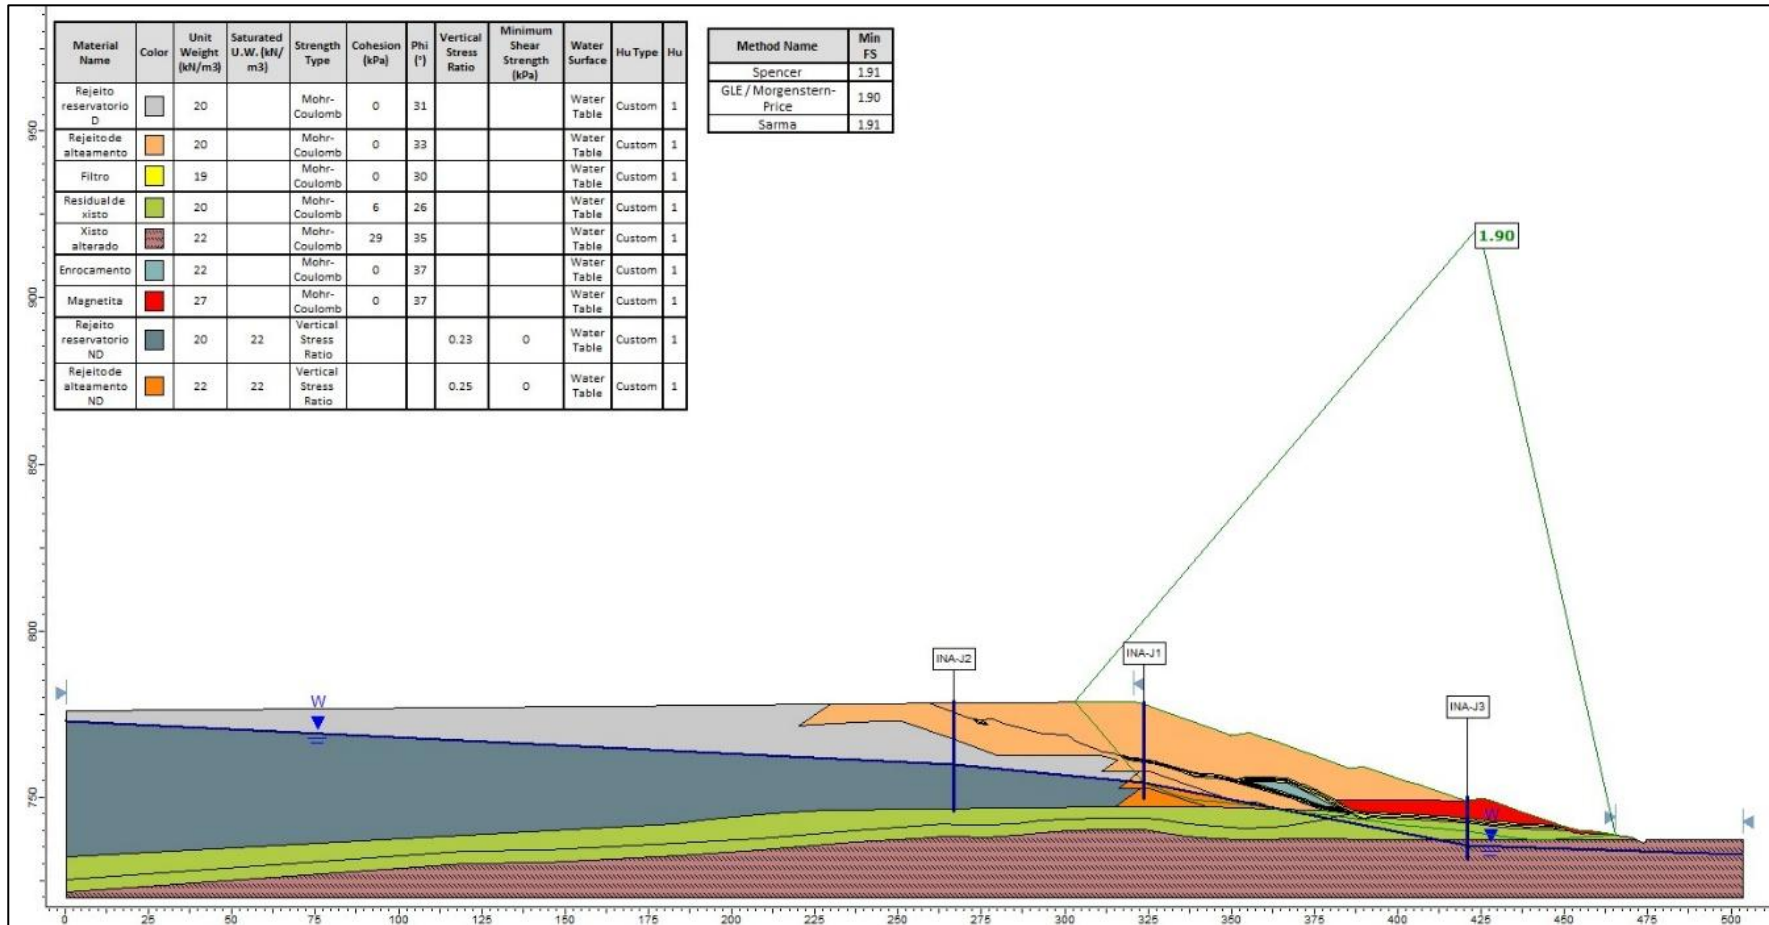 Material Name Color Unit Weight (kN/m3) Saturated U.W. (kN/m3) Strength Type Cohesion (kPa) Phi (°) Vertical Stress Ratio Minimum Shear Strength (kPa) Water Surface Hu Type Hu
Rejeito reservatorio D 20 Mohr-Coulomb 0 31 Water Table Custom 1
Rejeito de alteamento 20 Mohr-Coulomb 0 33 Water Table Custom 1
Filtro 19 Mohr-Coulomb 0 30 Water Table Custom 1
Residual de xisto 20 Mohr-Coulomb 6 26 Water Table Custom 1
Xisto alterado 22 Mohr-Coulomb 29 35 Water Table Custom 1
Enrocamento 22 Mohr-Coulomb 0 37 Water Table Custom 1
Magnetita 27 Mohr-Coulomb 0 37 Water Table Custom 1
Rejeito reservatorio ND 20 22 Vertical Stress Ratio 0.23 0 Water Table Custom 1
Rejeito de alteamento ND 22 22 Vertical Stress Ratio 0.25 0 Water Table Custom 1
Method Name Min FS
Spencer 1.91
GLE / Morgenstern-Price 1.90
Sarma 1.91
1.90
950
900
850
800
750
INA-J2
INA-J1
INA-J3
W
W
0 25 50 75 100 125 150 175 200 225 250 275 300 325 350 375 400 425 450 475 500